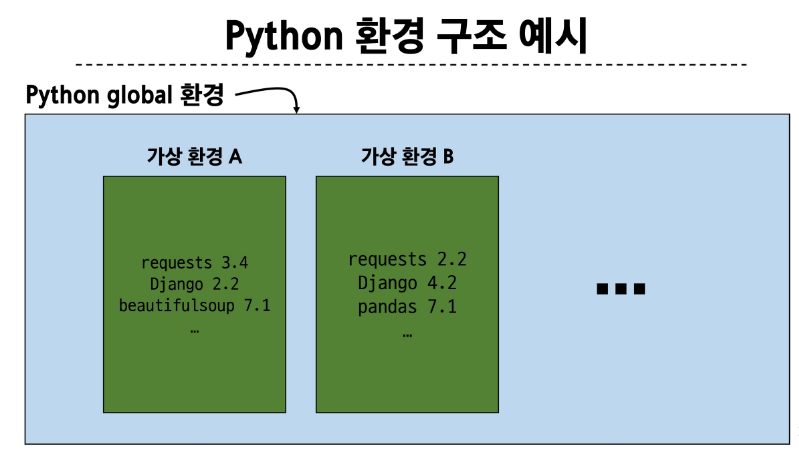 Python 환경 구조 예시
Python global 환경
가상 환경 A
requests 3.4
Django 2.2
beautifulsoup 7.1
…
가상 환경 B
requests 2.2
Django 4.2
pandas 7.1
…
...